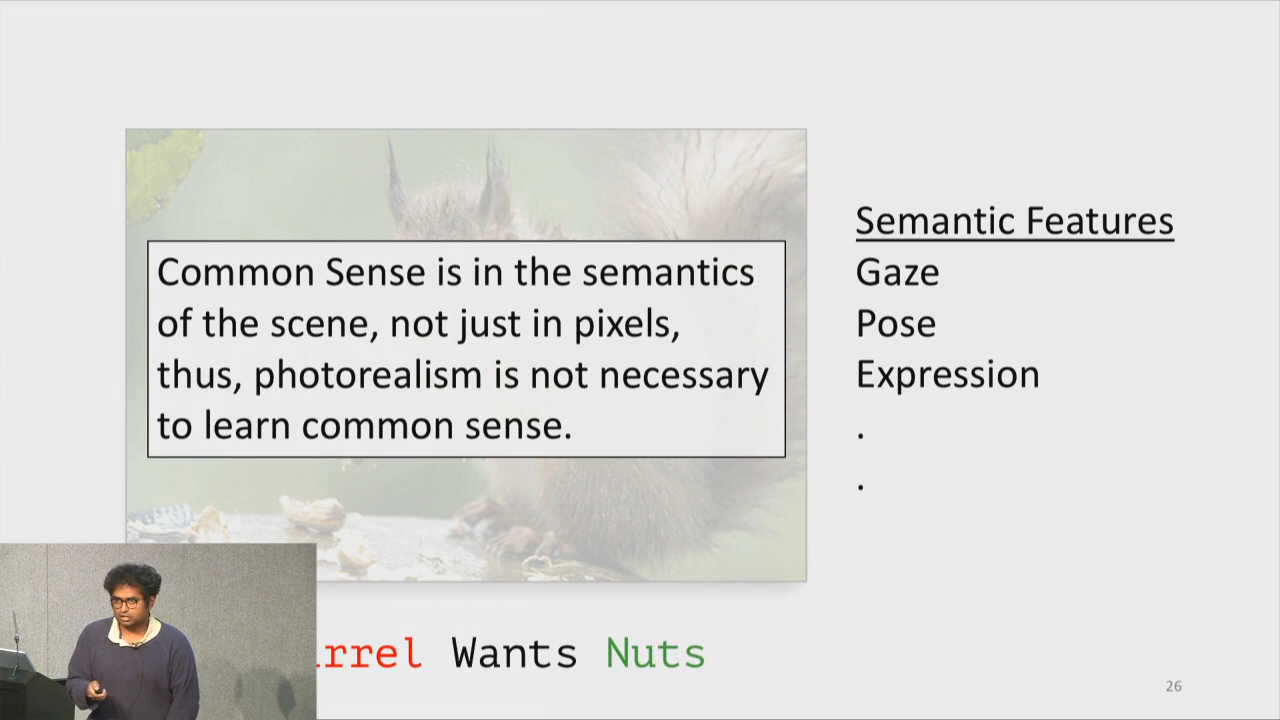 Common Sense is in the semantics
of the scene, not just in pixels,
thus, photorealism is not necessary
to learn common sense.
Semantic Features
Gaze
Pose
Expression
.
.
Wants Nuts
26